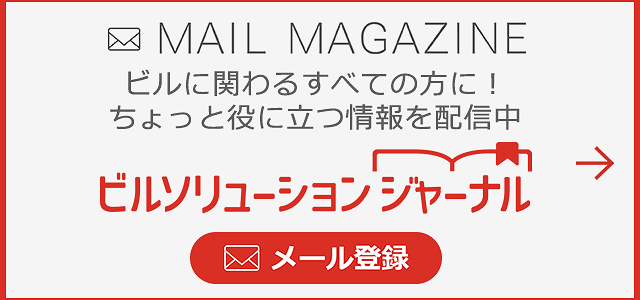 MAIL MAGAZINE
ビルに関わるすべての方に！
ちょっと役に立つ情報を配信中
ビルソリューションジャーナル
メール登録